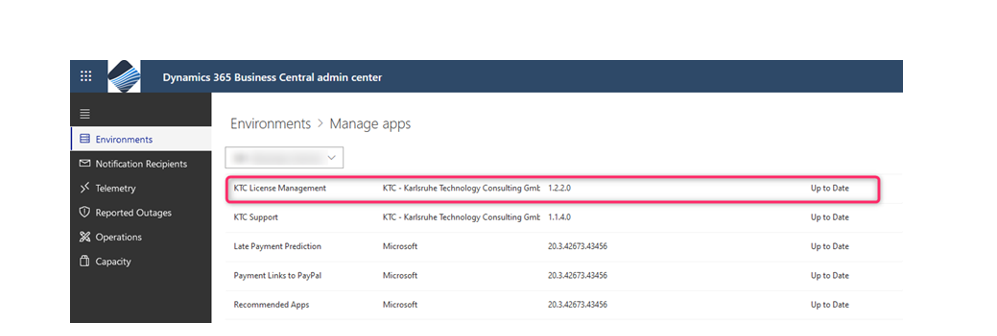 Dynamics 365 Business Central admin center
Environments > Manage apps
Environments
Notification Recipients
Telemetry
Reported Outages
Operations
Capacity
KTC License Management KTC - Karlsruhe Technology Consulting Gmb 1.2.2.0 Up to Date
KTC Support KTC - Karlsruhe Technology Consulting Gmb 1.1.4.0 Up to Date
Late Payment Prediction Microsoft 20.3.42673.43456 Up to Date
Payment Links to PayPal Microsoft 20.3.42673.43456 Up to Date
Recommended Apps Microsoft 20.3.42673.43456 Up to Date